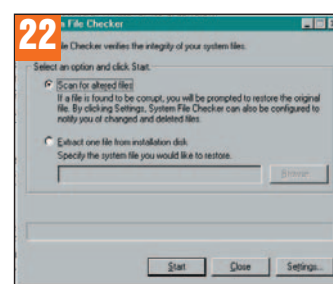 22
m File Checker
le Checker verifies the integrity of your system files.
Select an option and click Start.
Scan for altered files
If a file is found to be corrupt, you will be prompted to restore the original
file. By clicking Settings, System File Checker can also be configured to
notify you of changed and deleted files.
Extract one file from installation disk
Specify the system file you would like to restore.
Browse
Start
Close
Settings...